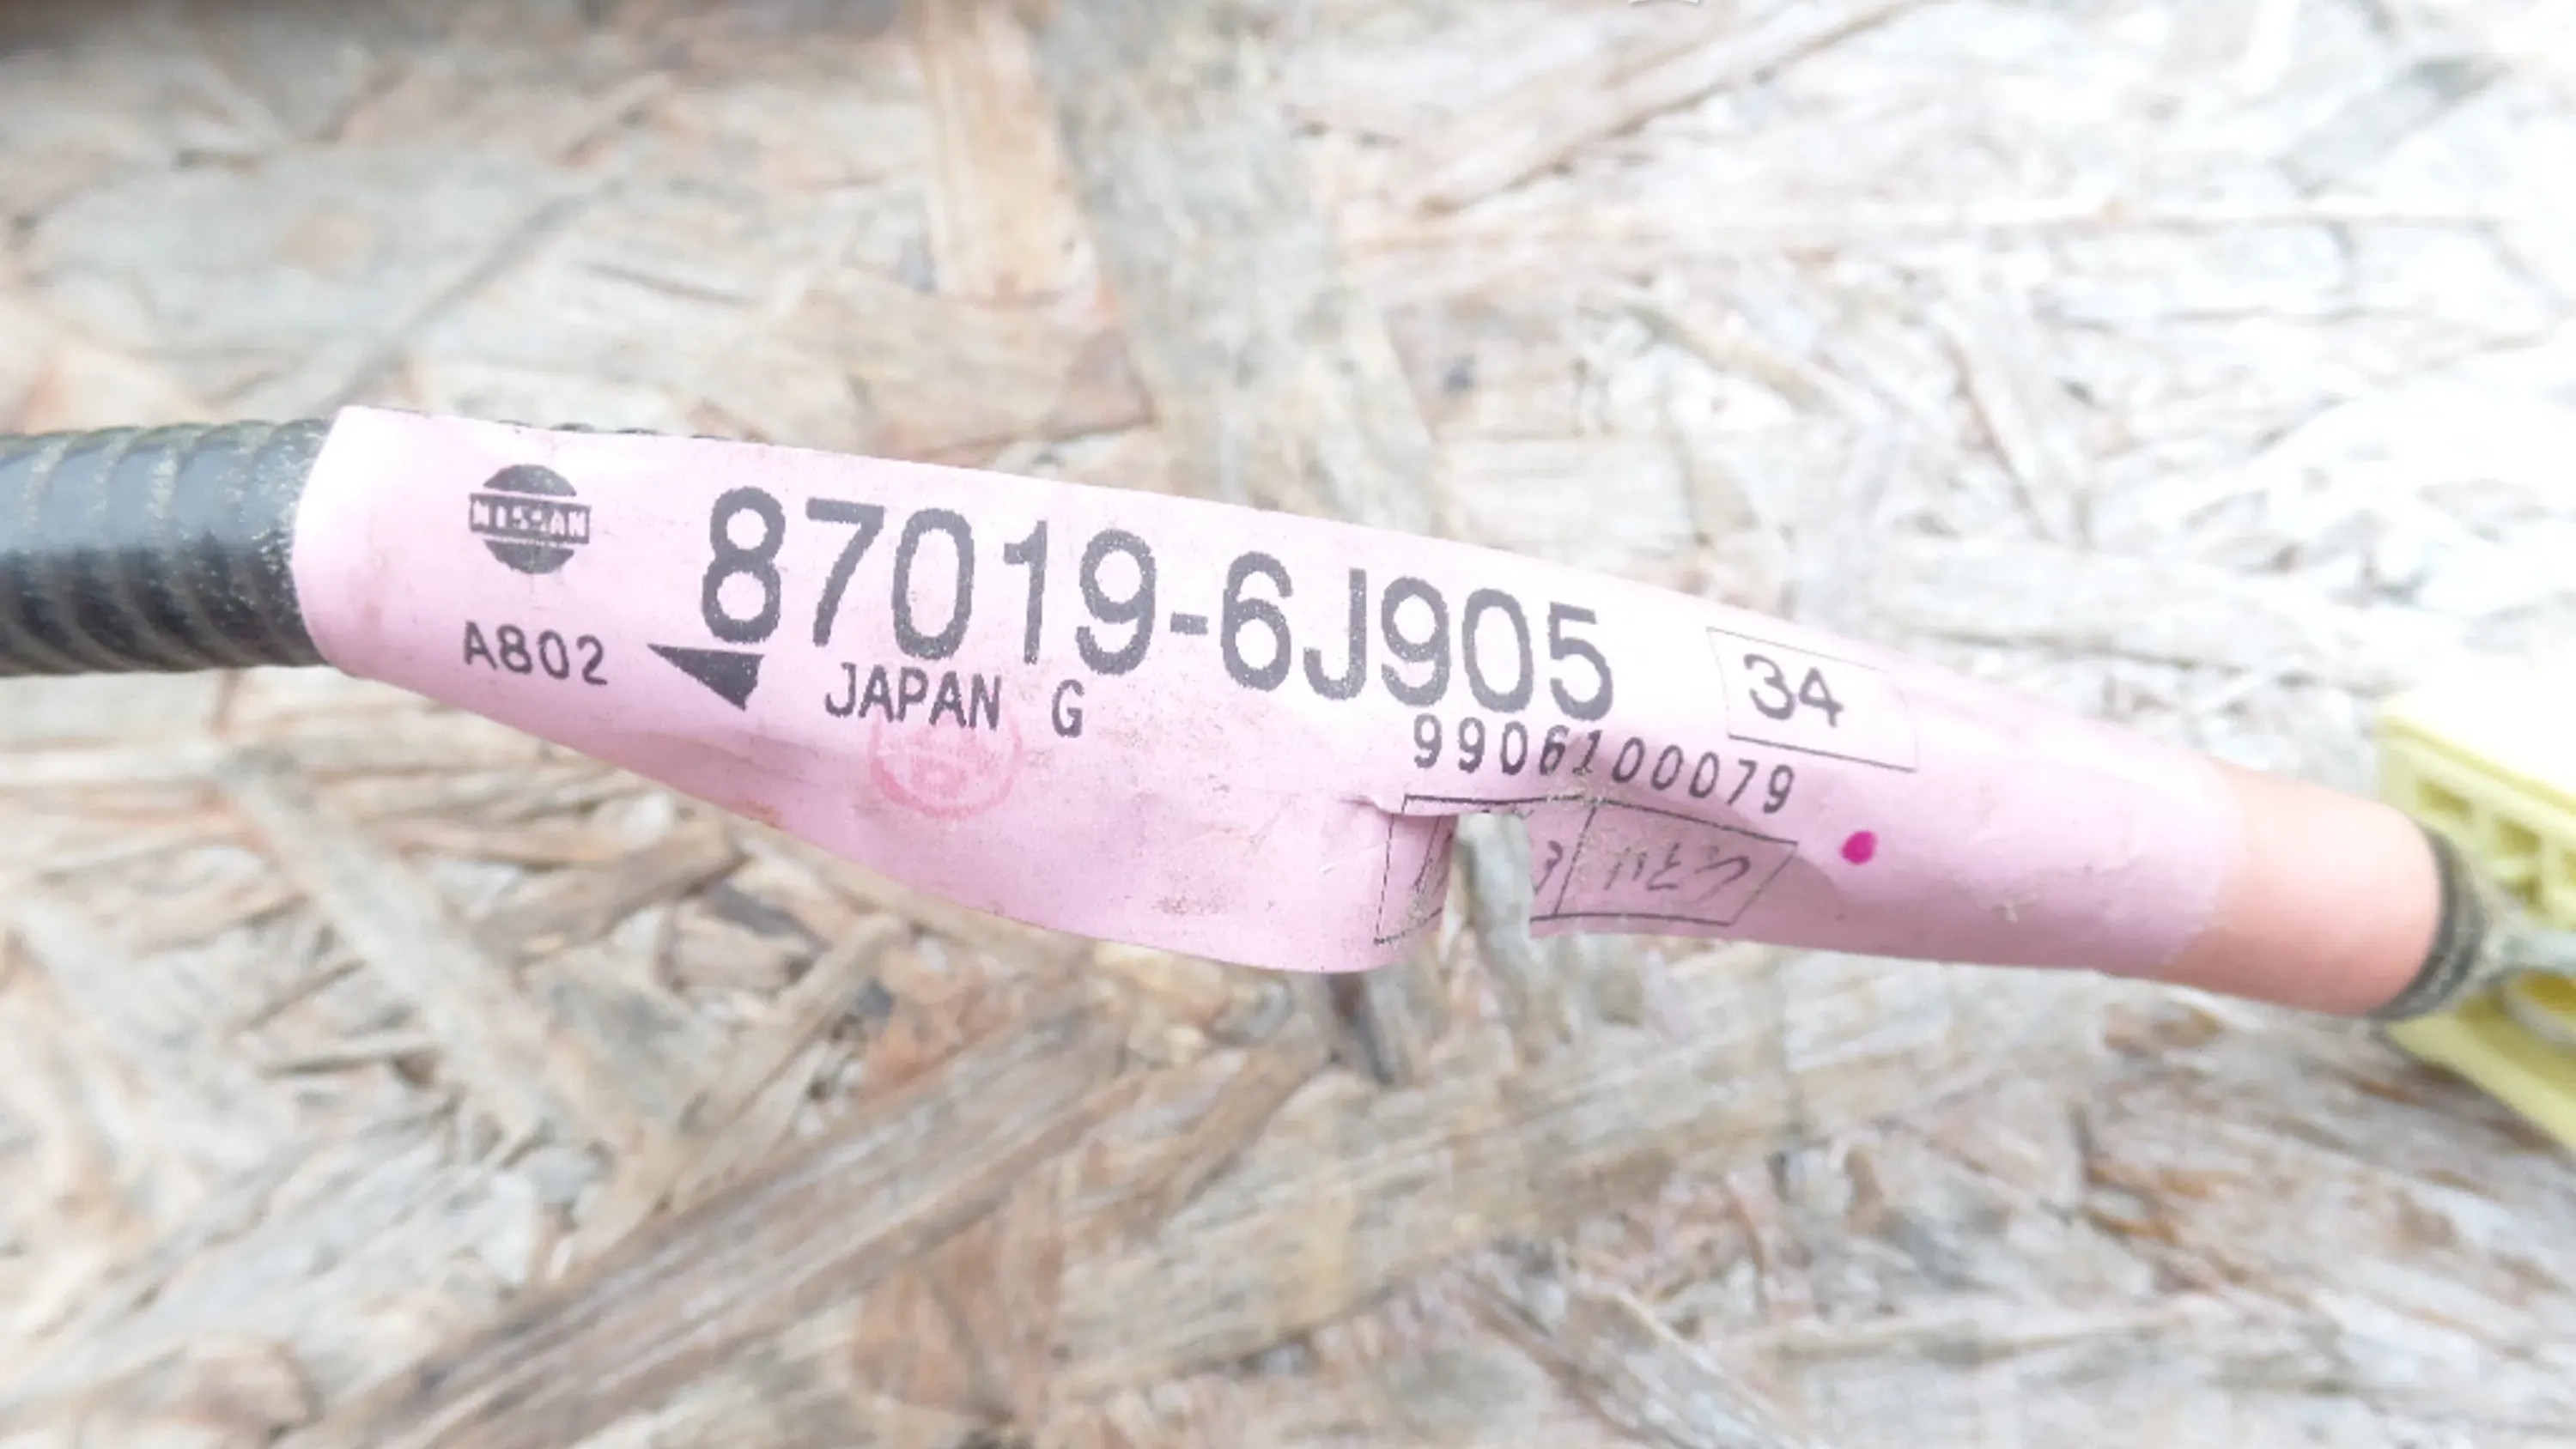 NISSAN
87019-6J905
A802
JAPAN G
34
9906100079